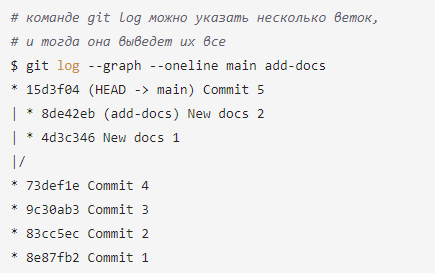 # команде git log можно указать несколько веток,
# и тогда она выведет их все
$ git log --graph --oneline main add-docs
* 15d3f04 (HEAD -> main) Commit 5
| * 8de42eb (add-docs) New docs 2
| * 4d3c346 New docs 1
|/
* 73def1e Commit 4
* 9c30ab3 Commit 3
* 83cc5ec Commit 2
* 8e87fb2 Commit 1